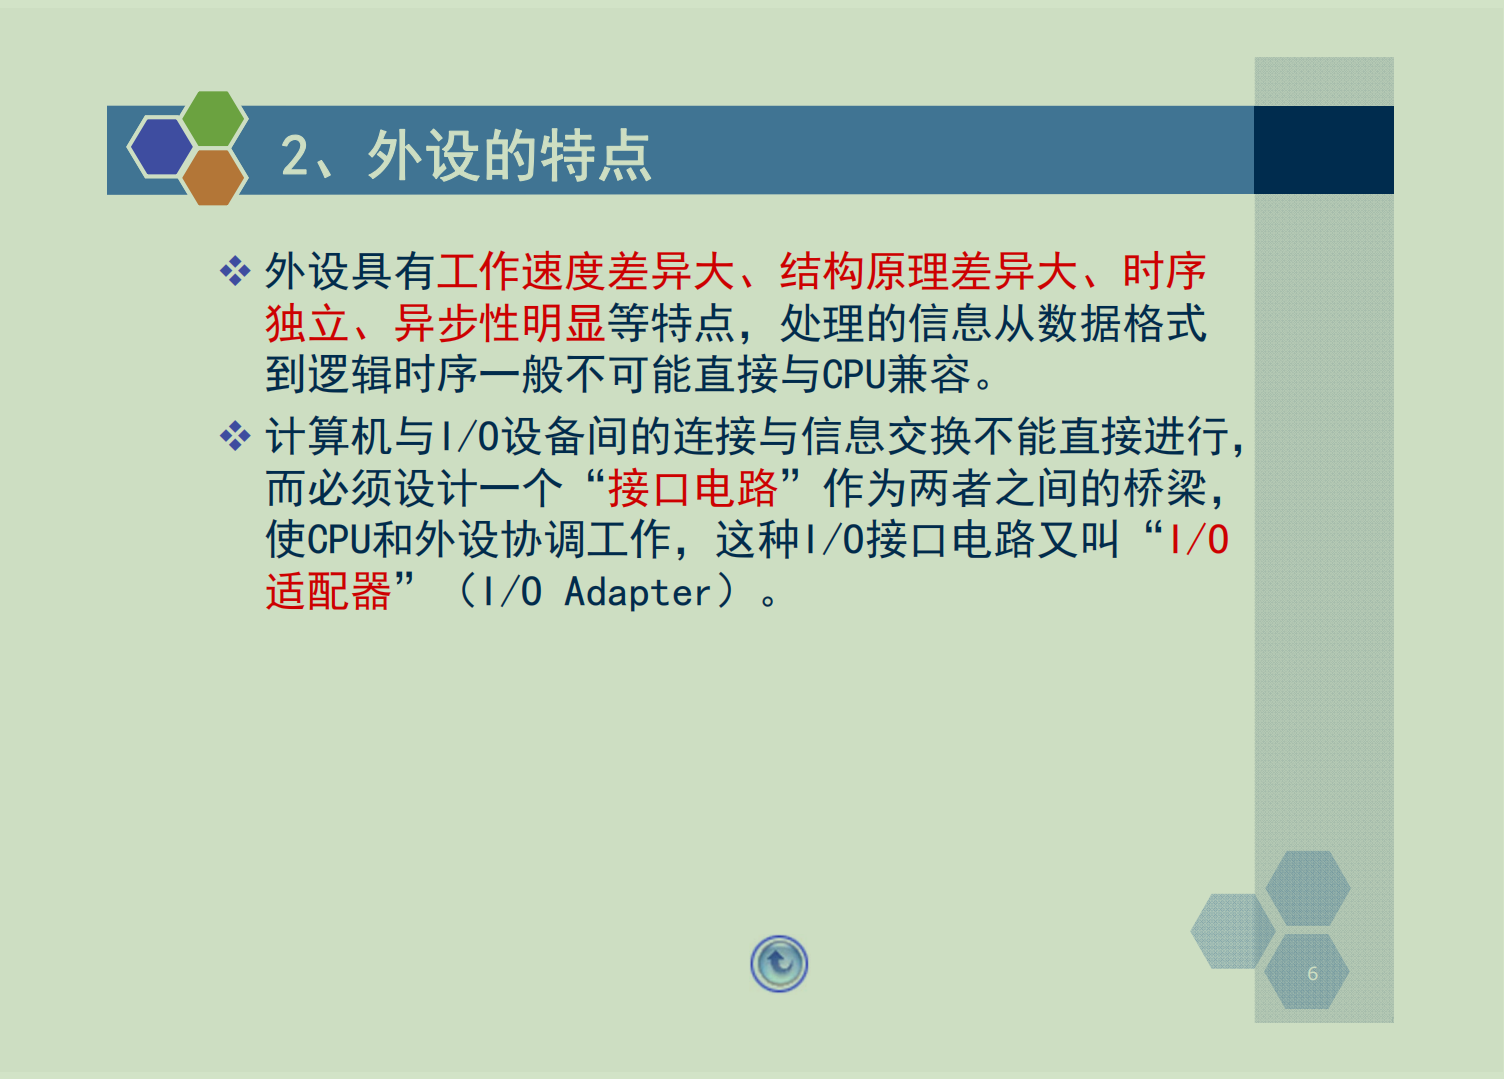 2、外设的特点
外设具有工作速度差异大、结构原理差异大、时序
独立、异步性明显等特点，处理的信息从数据格式
到逻辑时序一般不可能直接与CPU兼容。
计算机与I/O设备间的连接与信息交换不能直接进行，
而必须设计一个“接口电路”作为两者之间的桥梁，
使CPU和外设协调工作，这种I/O接口电路又叫“I/O
适配器”（I/O Adapter）。
6